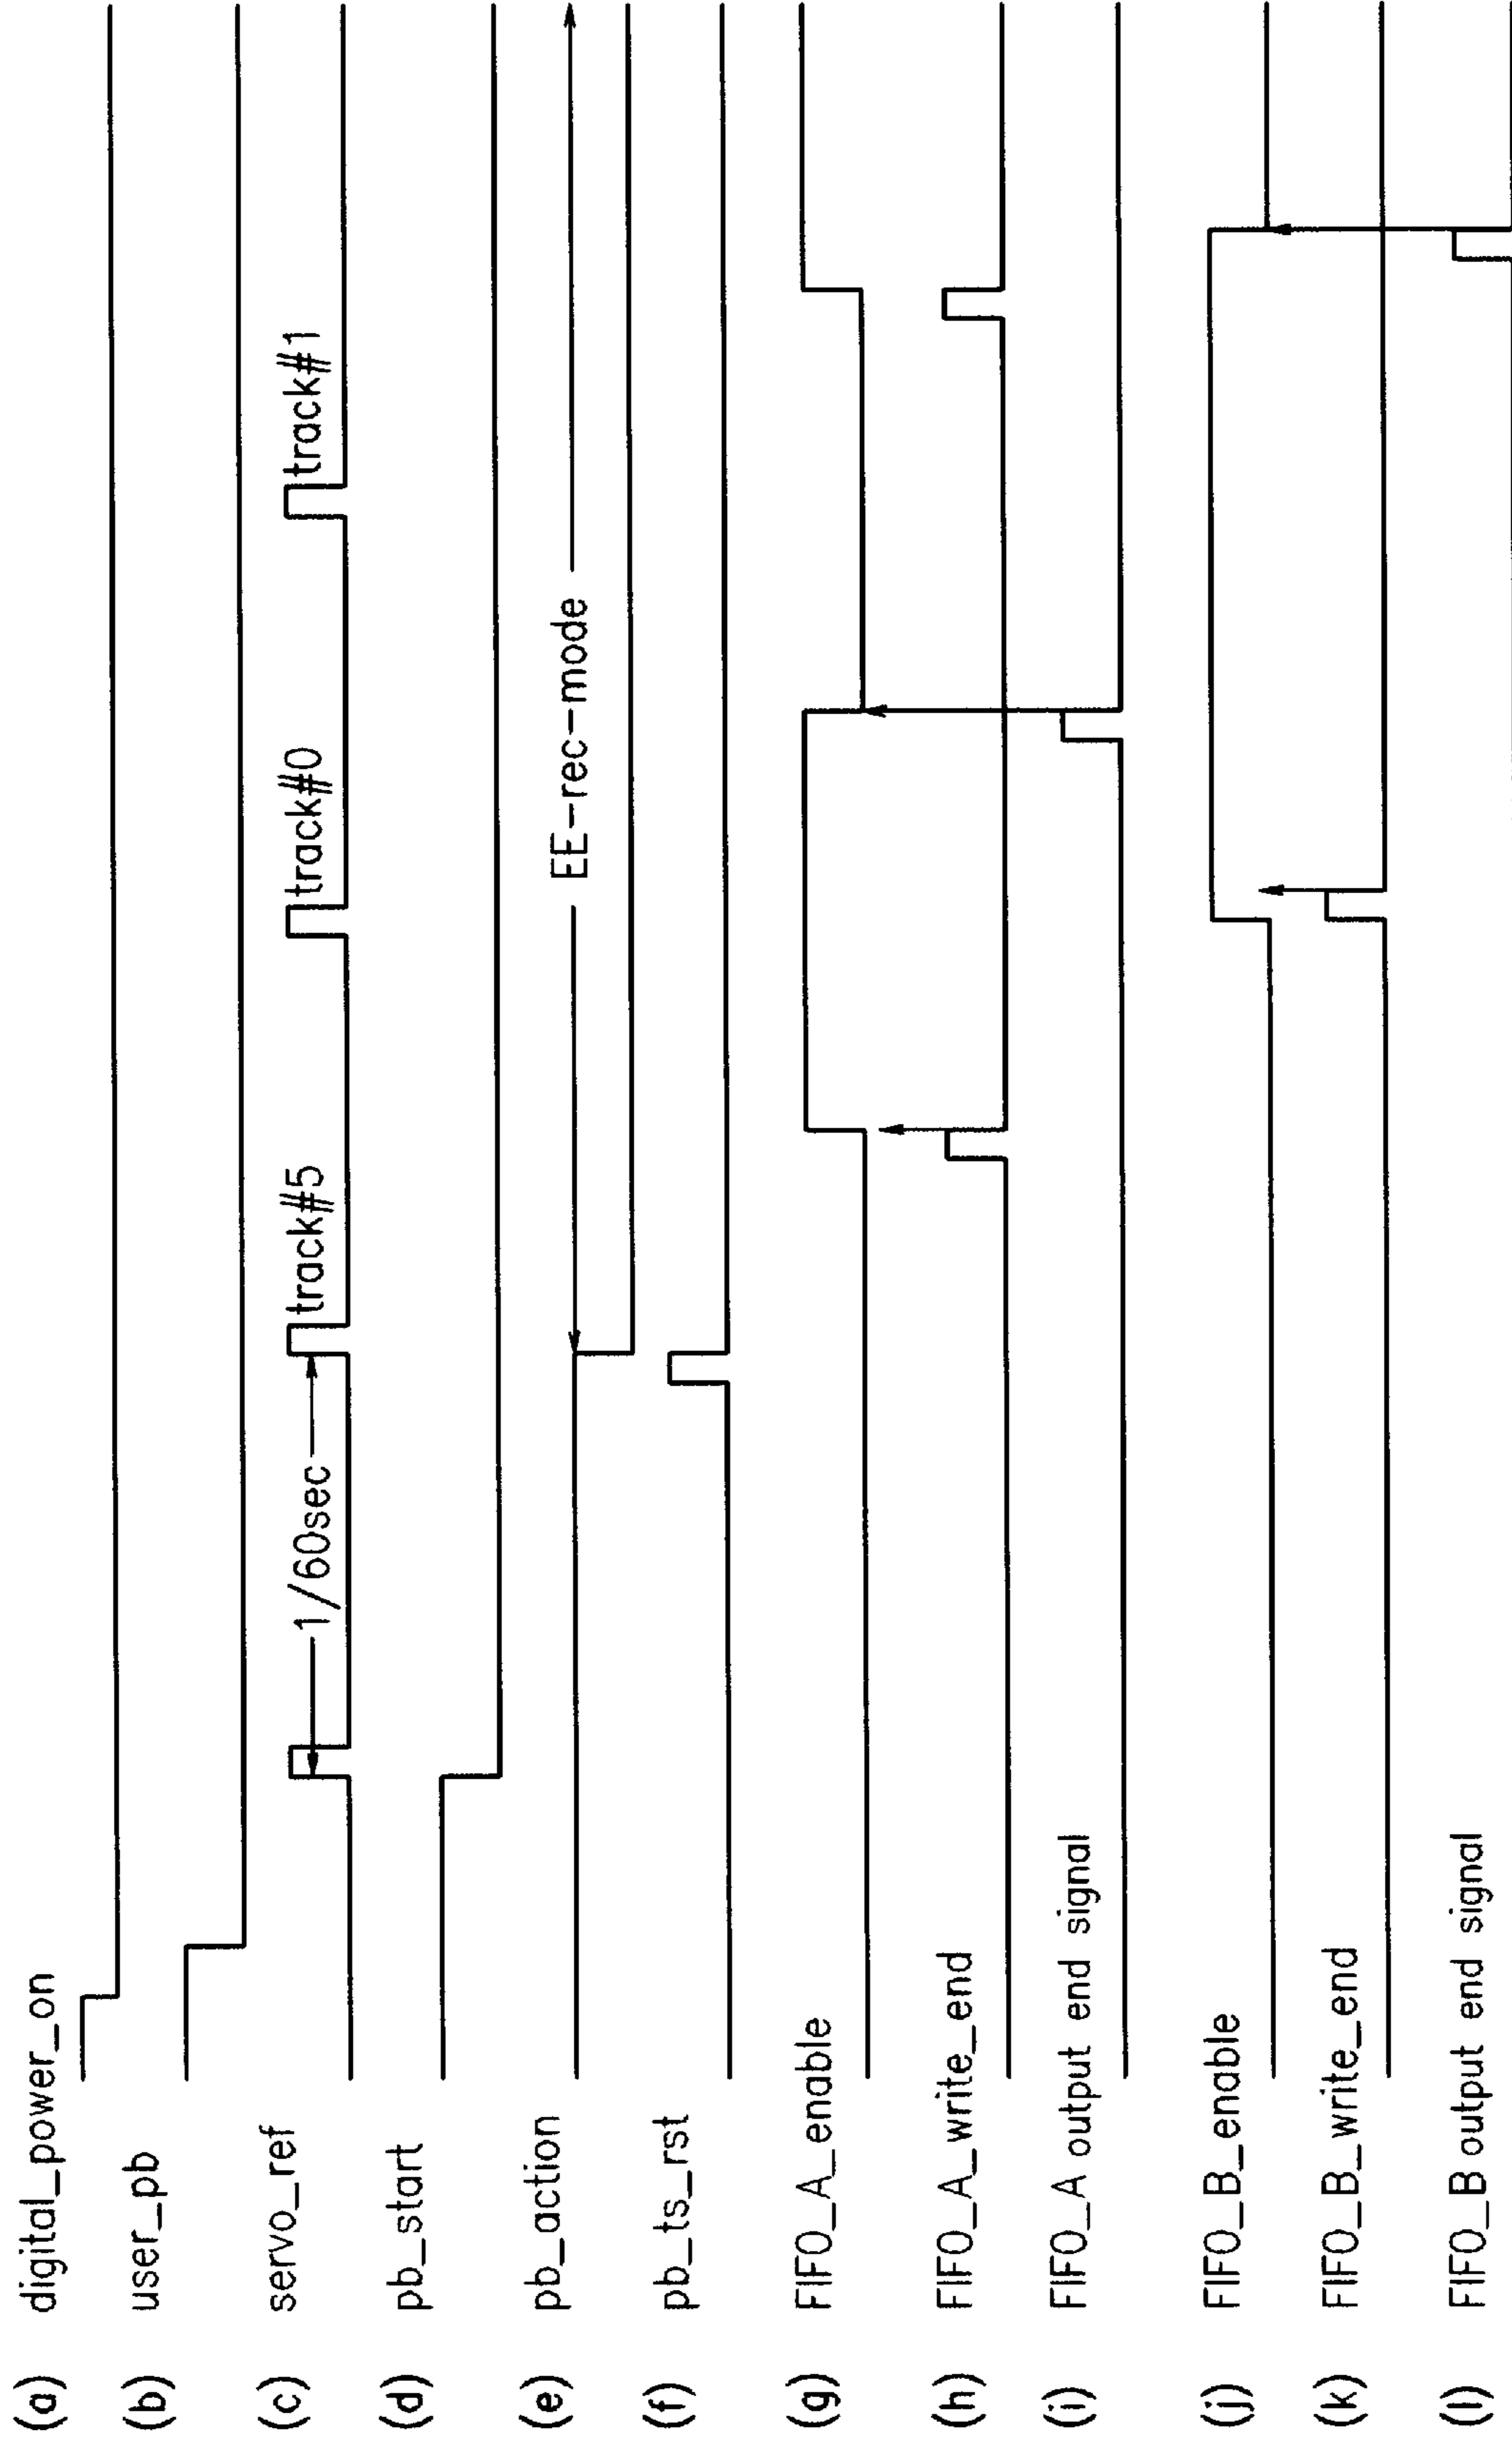 (a) digital_power_on
(b) user_pb
(c) servo_ref
1/60sec
track#5
track#0
track#1
(d) pb_start
(e) pb_action
EE-rec-mode
(f) pb_ts_rst
(g) FIFO_A_enable
(h) FIFO_A_write_end
(i) FIFO_A output end signal
(j) FIFO_B_enable
(k) FIFO_B_write_end
(l) FIFO_B output end signal